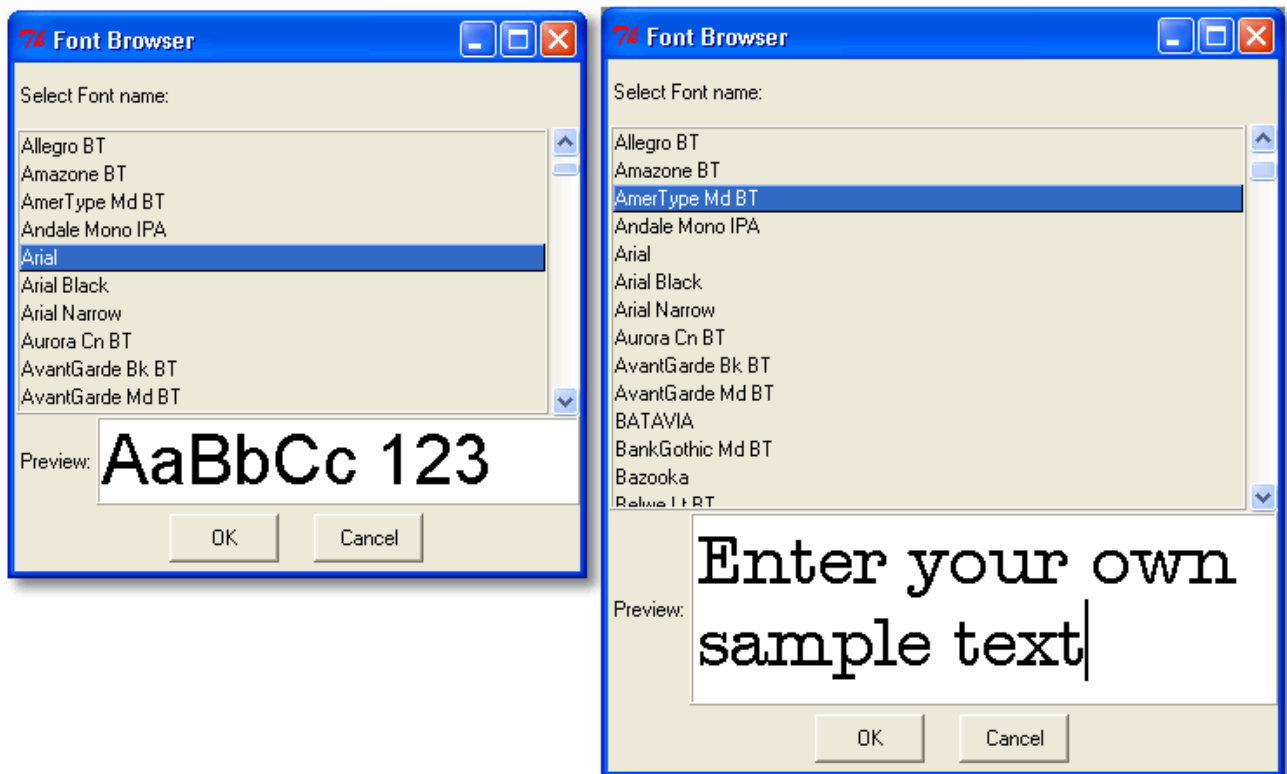 Font Browser
Select Font name:
Allegro BT
Amazone BT
AmerType Md BT
Andale Mono IPA
Arial
Arial Black
Arial Narrow
Aurora Cn BT
AvantGarde Bk BT
AvantGarde Md BT
Preview: AaBbCc 123
OK Cancel
Font Browser
Select Font name:
Allegro BT
Amazone BT
AmerType Md BT
Andale Mono IPA
Arial
Arial Black
Arial Narrow
Aurora Cn BT
AvantGarde Bk BT
AvantGarde Md BT
BATAVIA
BankGothic Md BT
Bazooka
Belwe Lt BT
Preview: Enter your own
sample text
OK Cancel